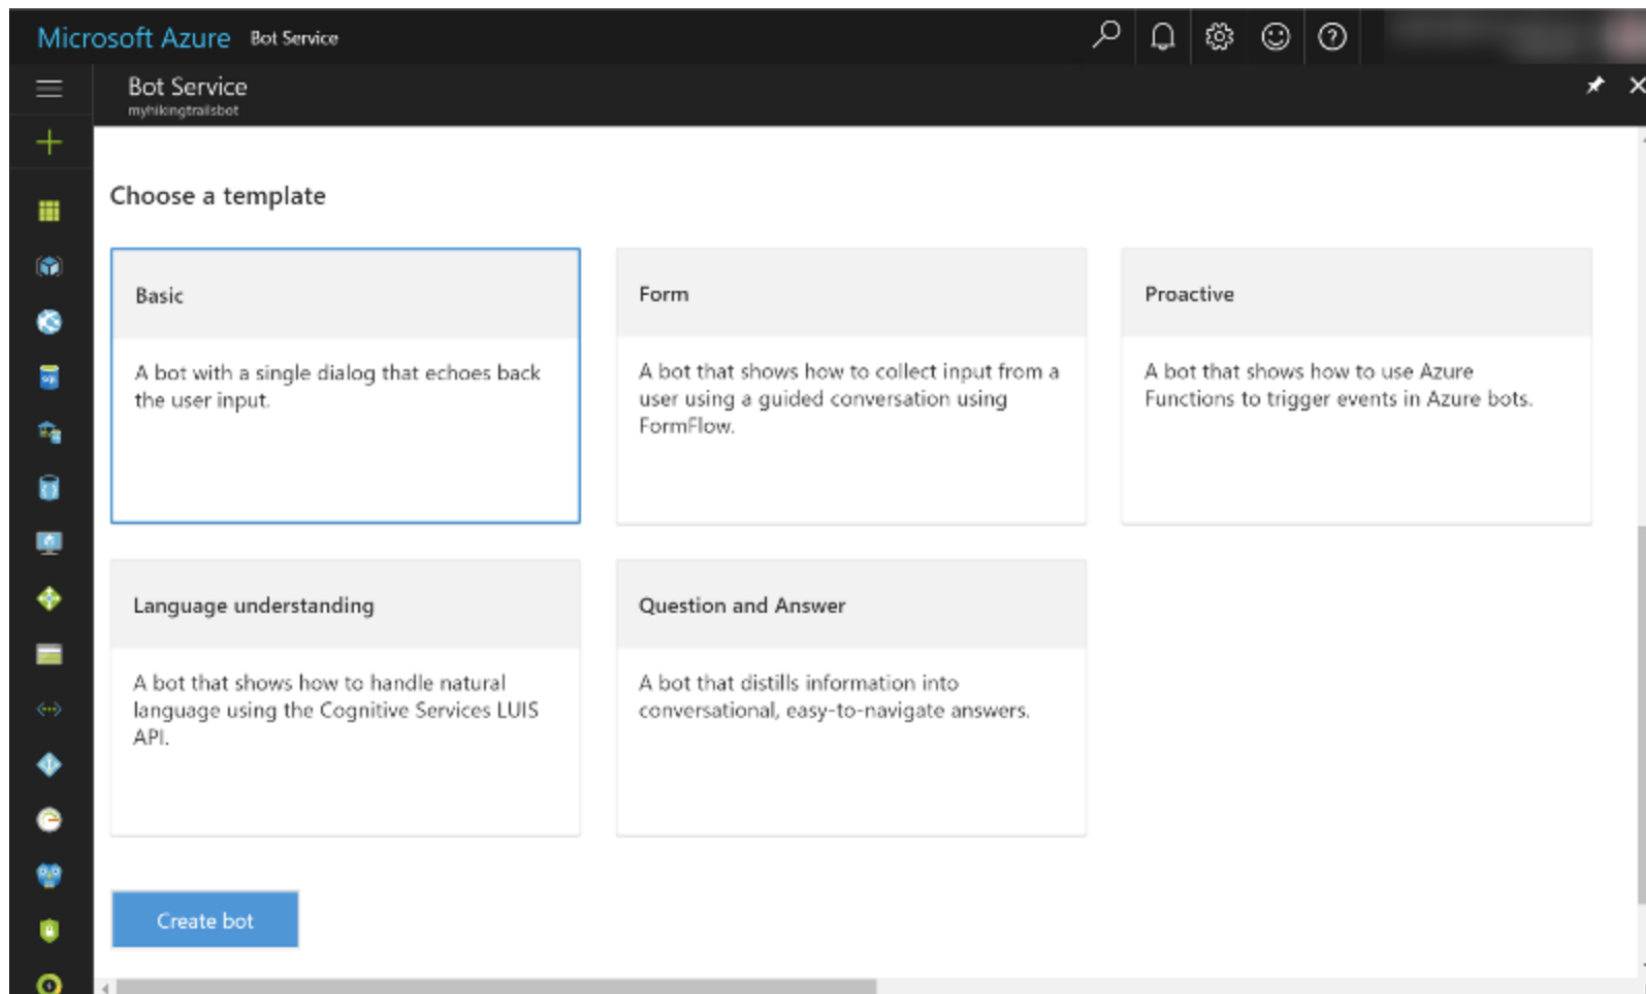 Microsoft Azure Bot Service
Bot Service
myhikingtrailsbot
Choose a template
Basic
A bot with a single dialog that echoes back
the user input.
Form
A bot that shows how to collect input from a
user using a guided conversation using
FormFlow.
Proactive
A bot that shows how to use Azure
Functions to trigger events in Azure bots.
Language understanding
A bot that shows how to handle natural
language using the Cognitive Services LUIS
API.
Question and Answer
A bot that distills information into
conversational, easy-to-navigate answers.
Create bot